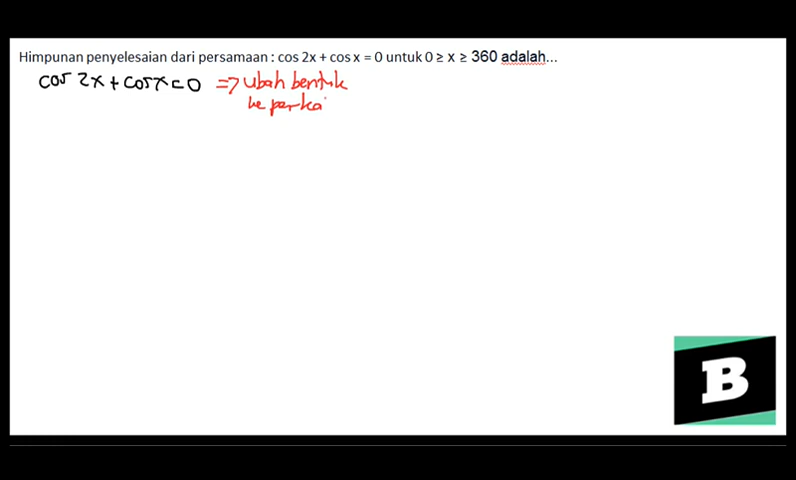 Himpunan penyelesaian dari persamaan : cos 2x + cos x = 0 untuk 0 ≥ x ≥ 360 adalah...
cos 2x + cos x = 0 => Ubah bentuk
ke perka
B